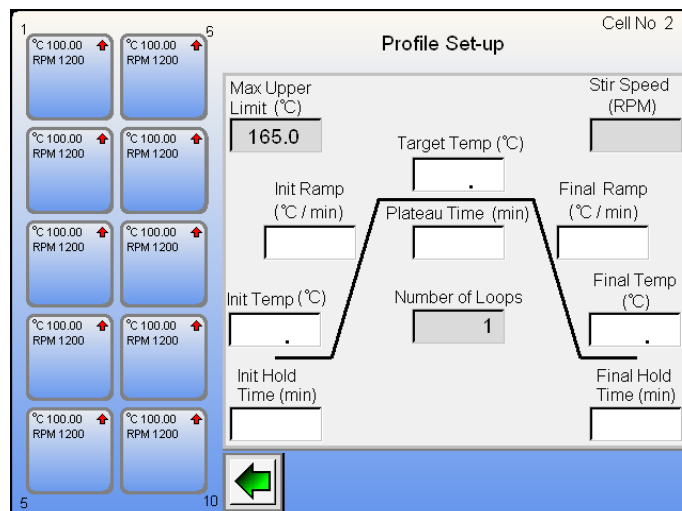 Cell No 2
Profile Set-up
1
6
°C 100.00
RPM 1200
°C 100.00
RPM 1200
°C 100.00
RPM 1200
°C 100.00
RPM 1200
°C 100.00
RPM 1200
°C 100.00
RPM 1200
°C 100.00
RPM 1200
°C 100.00
RPM 1200
°C 100.00
RPM 1200
°C 100.00
RPM 1200
5
10
Max Upper
Limit (°C)
165.0
Stir Speed
(RPM)
Target Temp (°C)
.
Init Ramp
(°C / min)
Plateau Time (min)
Final Ramp
(°C / min)
Init Temp (°C)
.
Number of Loops
1
Final Temp
(°C)
.
Init Hold
Time (min)
Final Hold
Time (min)